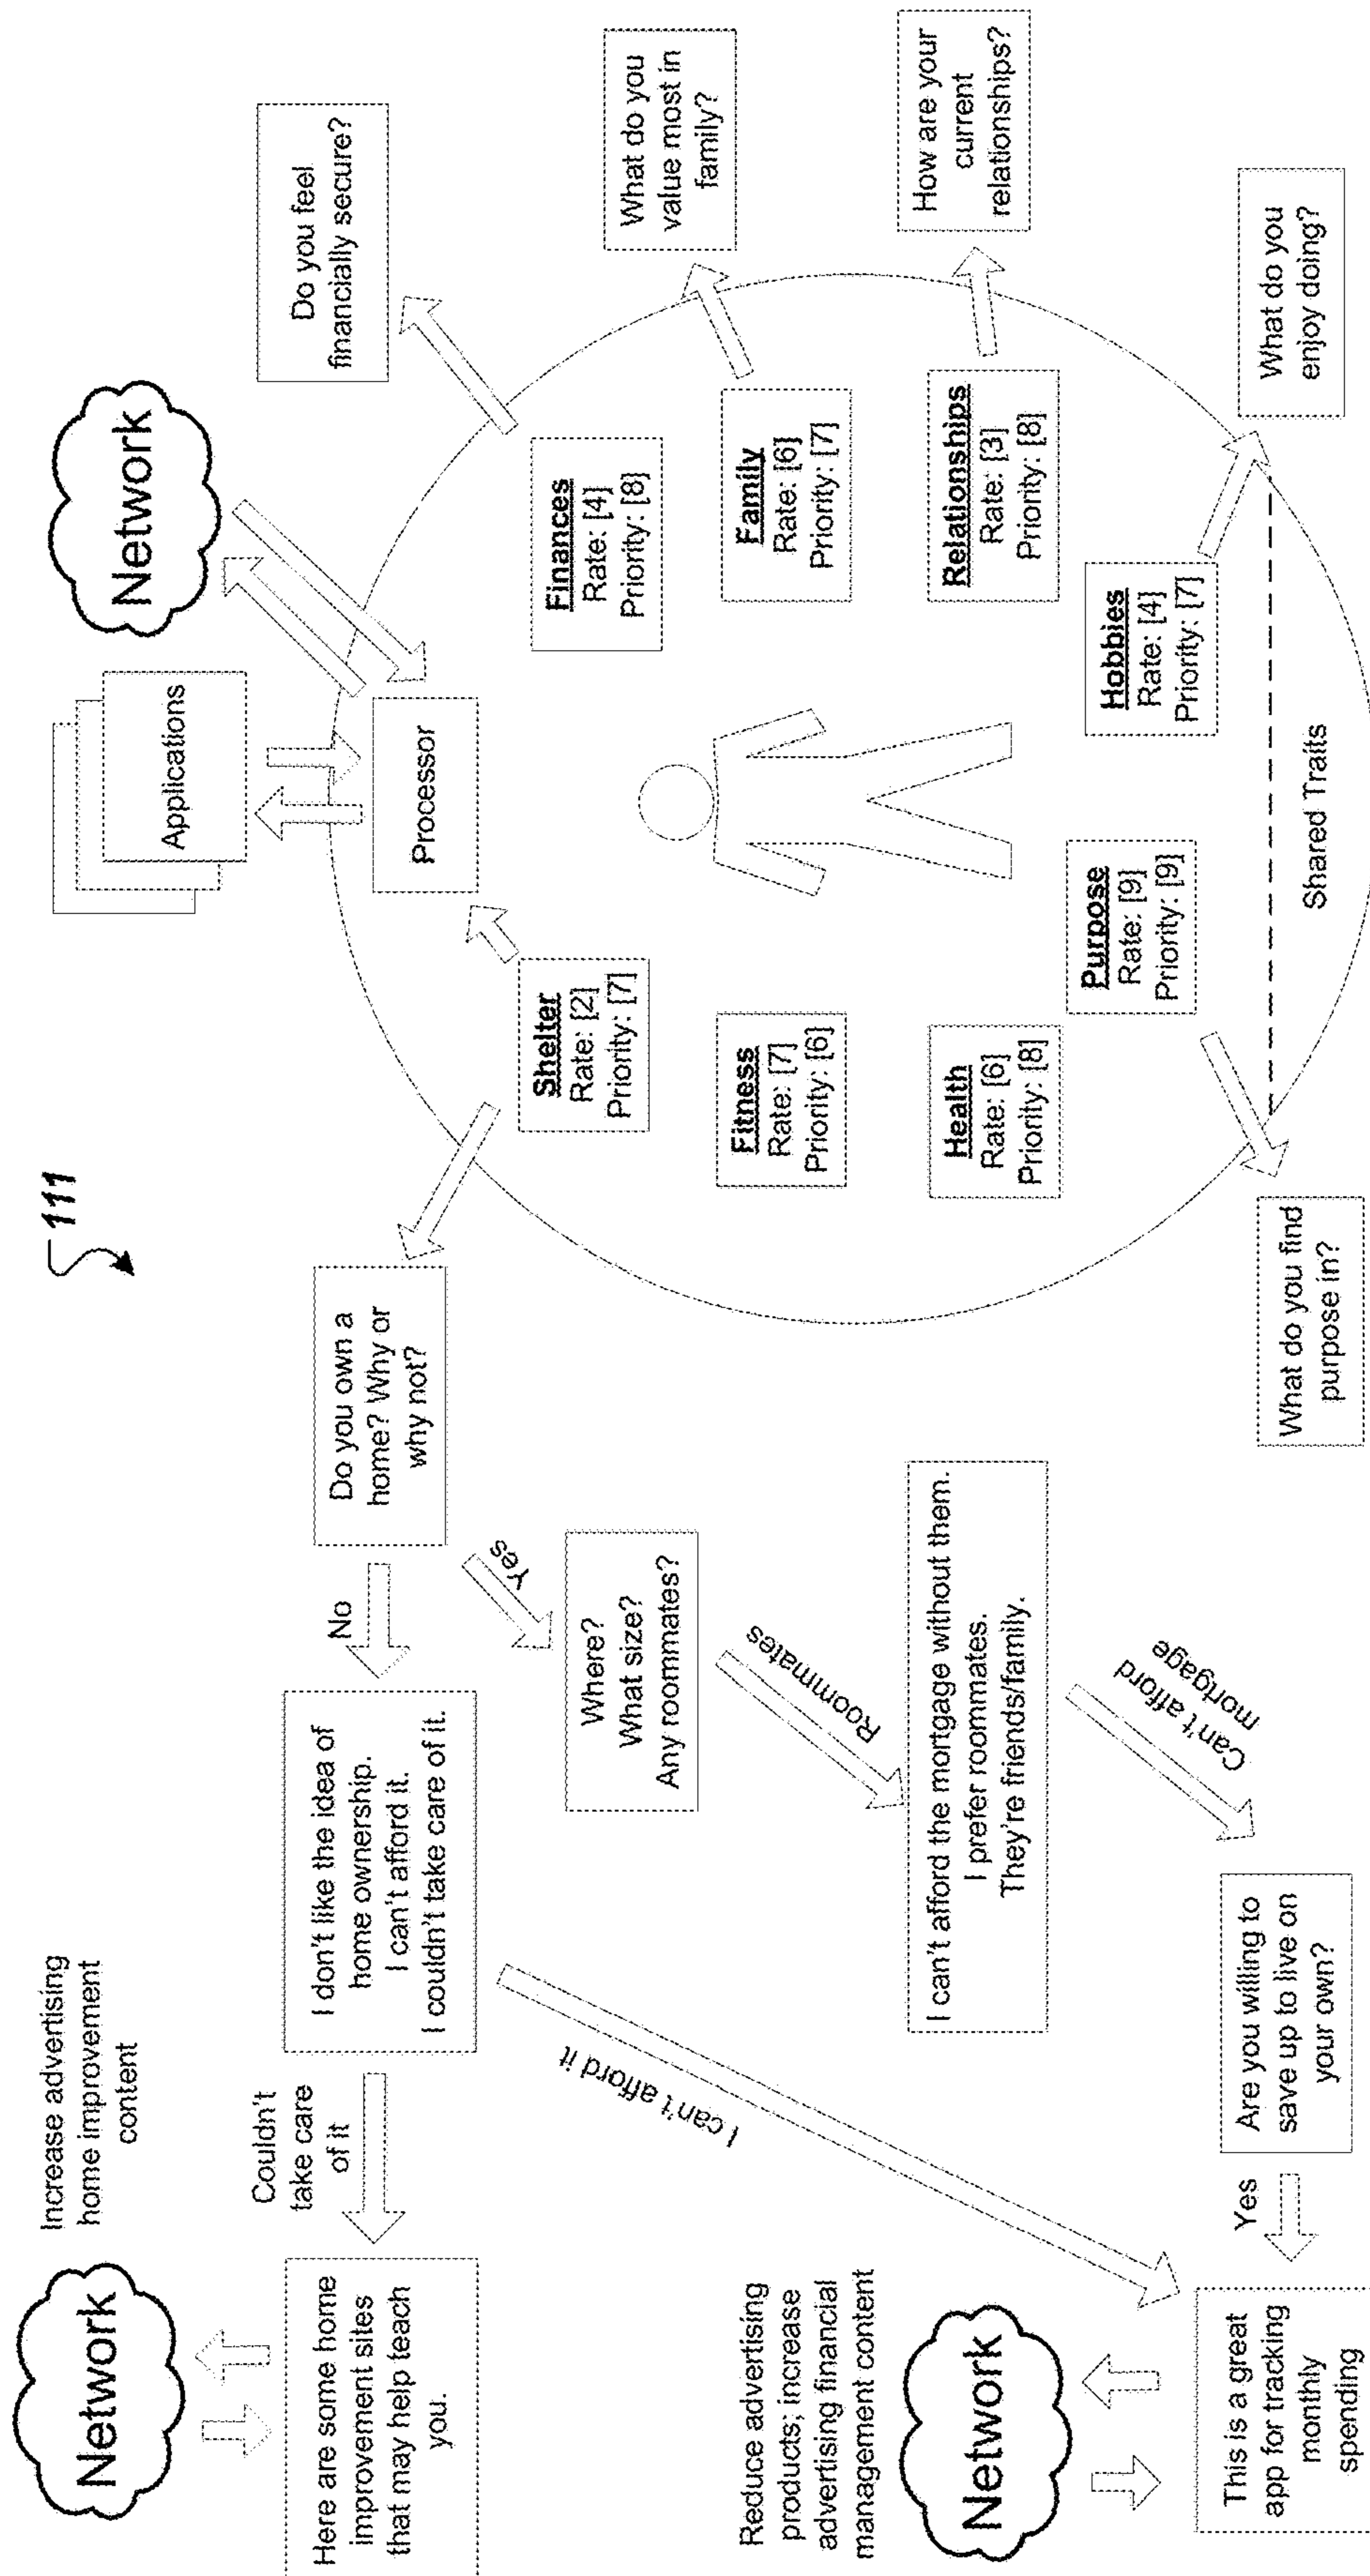 111
Increase advertising
home improvement
content
Network
Here are some home
improvement sites
that may help teach
you.
Couldn't
take care
of it
I don't like the idea of
home ownership.
I can't afford it.
I couldn't take care of it.
No
Do you own a
home? Why or
why not?
Yes
Where?
What size?
Any roommates?
Roommates
I can't afford the mortgage without them.
I prefer roommates.
They're friends/family.
Can't afford
mortgage
Are you willing to
save up to live on
your own?
Yes
I can't afford it
Reduce advertising
products; increase
advertising financial
management content
Network
This is a great
app for tracking
monthly
spending
Applications
Network
Processor
Shelter
Rate: [2]
Priority: [7]
Finances
Rate: [4]
Priority: [8]
Do you feel
financially secure?
Fitness
Rate: [7]
Priority: [6]
Family
Rate: [6]
Priority: [7]
What do you
value most in
family?
Health
Rate: [6]
Priority: [8]
Relationships
Rate: [3]
Priority: [8]
How are your
current
relationships?
Purpose
Rate: [9]
Priority: [9]
Hobbies
Rate: [4]
Priority: [7]
What do you find
purpose in?
Shared Traits
What do you
enjoy doing?